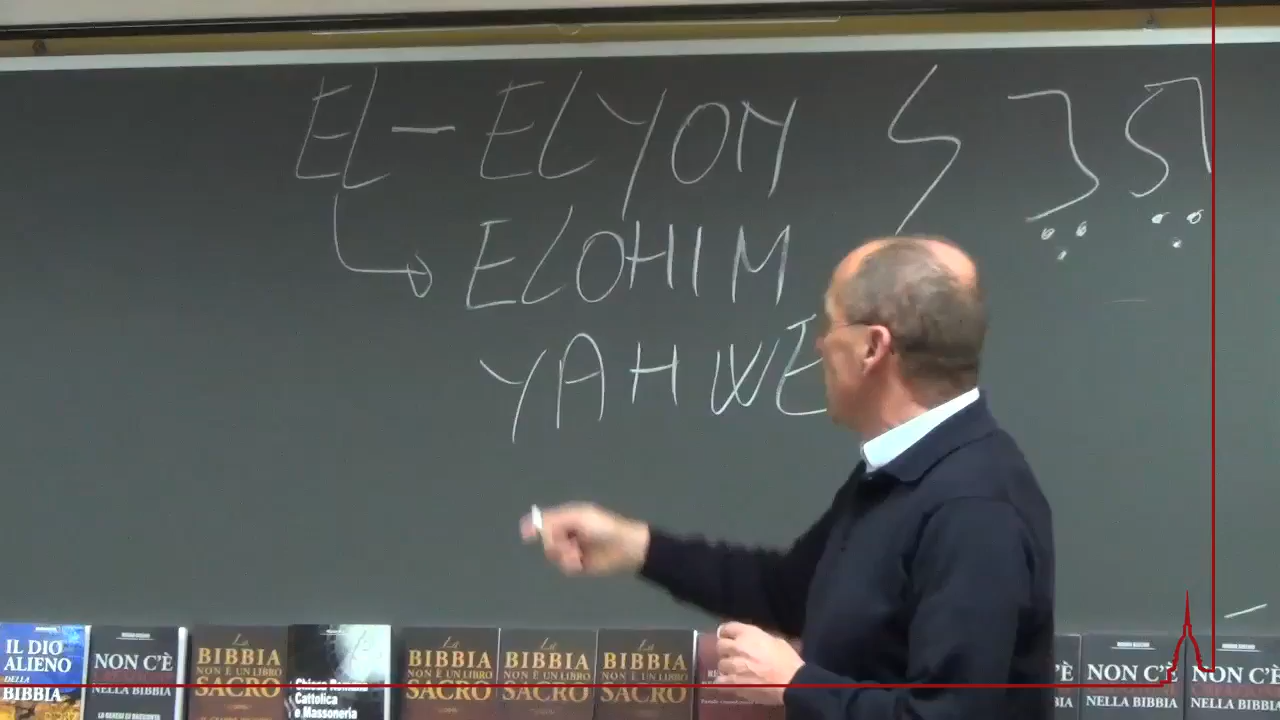 EL — ELYON
ELOHIM
YAHWE
IL DIO
ALIENO
DELLA
BIBBIA
NON C'È
NELLA BIBBIA
La
BIBBIA
NON È UN LIBRO
SACRO
Chiesa Romana
Cattolica
e Massoneria
La
BIBBIA
NON È UN LIBRO
SACRO
La
BIBBIA
NON È UN LIBRO
SACRO
La
BIBBIA
NON È UN LIBRO
SACRO
NON C'È
NELLA BIBBIA
NON C'È
NELLA BIBBIA